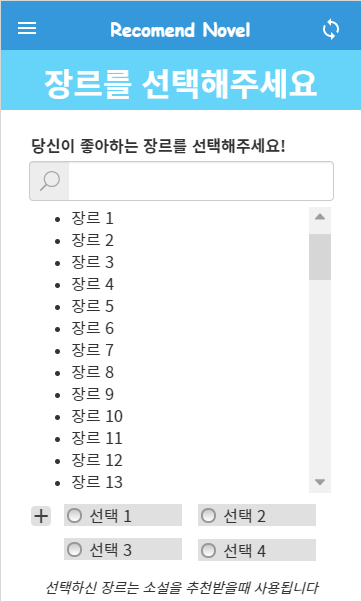 Recomend Novel
장르를 선택해주세요
당신이 좋아하는 장르를 선택해주세요!
장르 1
장르 2
장르 3
장르 4
장르 5
장르 6
장르 7
장르 8
장르 9
장르 10
장르 11
장르 12
장르 13
선택 1 선택 2
선택 3 선택 4
선택하신 장르는 소설을 추천받을때 사용됩니다